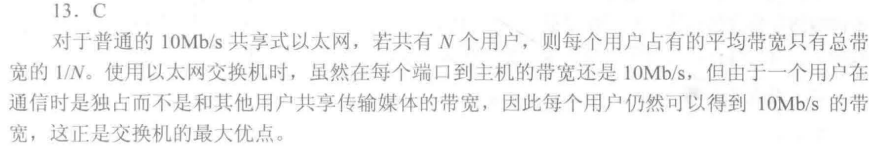 13. C
对于普通的 10Mb/s 共享式以太网，若共有 N 个用户，则每个用户占有的平均带宽只有总带
宽的 1/N。使用以太网交换机时，虽然在每个端口到主机的带宽还是 10Mb/s，但由于一个用户在
通信时是独占而不是和其他用户共享传输媒体的带宽，因此每个用户仍然可以得到 10Mb/s 的带
宽，这正是交换机的最大优点。